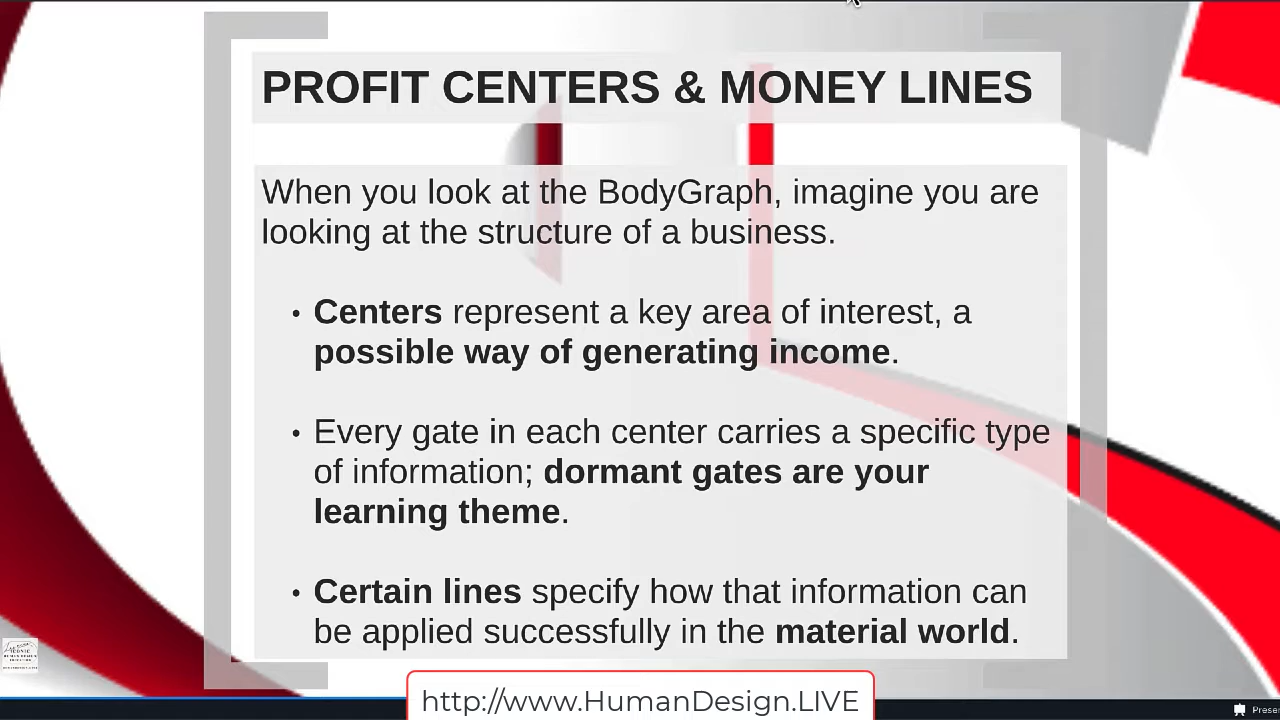 PROFIT CENTERS & MONEY LINES
When you look at the BodyGraph, imagine you are
looking at the structure of a business.
• Centers represent a key area of interest, a
possible way of generating income.
• Every gate in each center carries a specific type
of information; dormant gates are your
learning theme.
• Certain lines specify how that information can
be applied successfully in the material world.
http://www.HumanDesign.LIVE